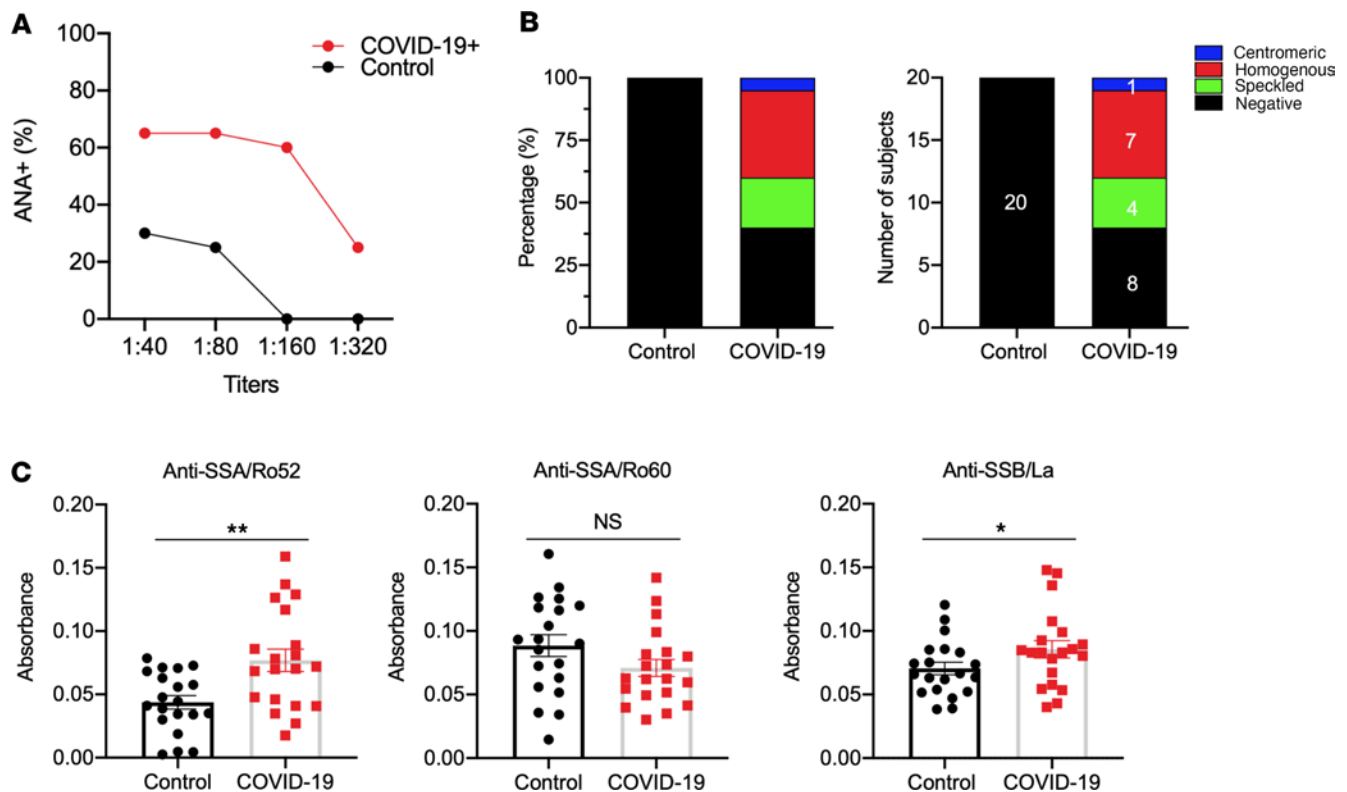 A
100
80
60
40
20
0
ANA+ (%)
1:40 1:80 1:160 1:320
Titers
COVID-19+
Control
B
100
75
50
25
0
Percentage (%)
Control COVID-19
20
15
10
5
0
Number of subjects
20
1
7
4
8
Control COVID-19
Centromeric
Homogenous
Speckled
Negative
C
Anti-SSA/Ro52
0.20
0.15
0.10
0.05
0.00
Absorbance
**
Control COVID-19
Anti-SSA/Ro60
0.20
0.15
0.10
0.05
0.00
Absorbance
NS
Control COVID-19
Anti-SSB/La
0.20
0.15
0.10
0.05
0.00
Absorbance
*
Control COVID-19